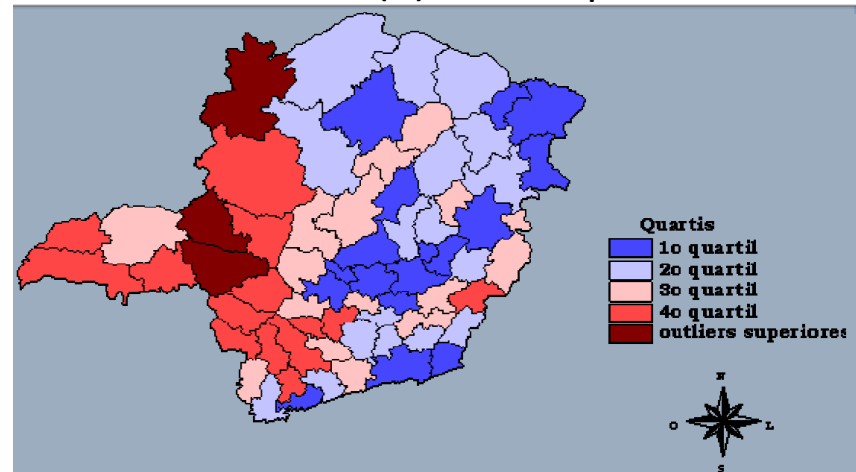 Quartis
1o quartil
2o quartil
3o quartil
4o quartil
outliers superiores
N
O L
S